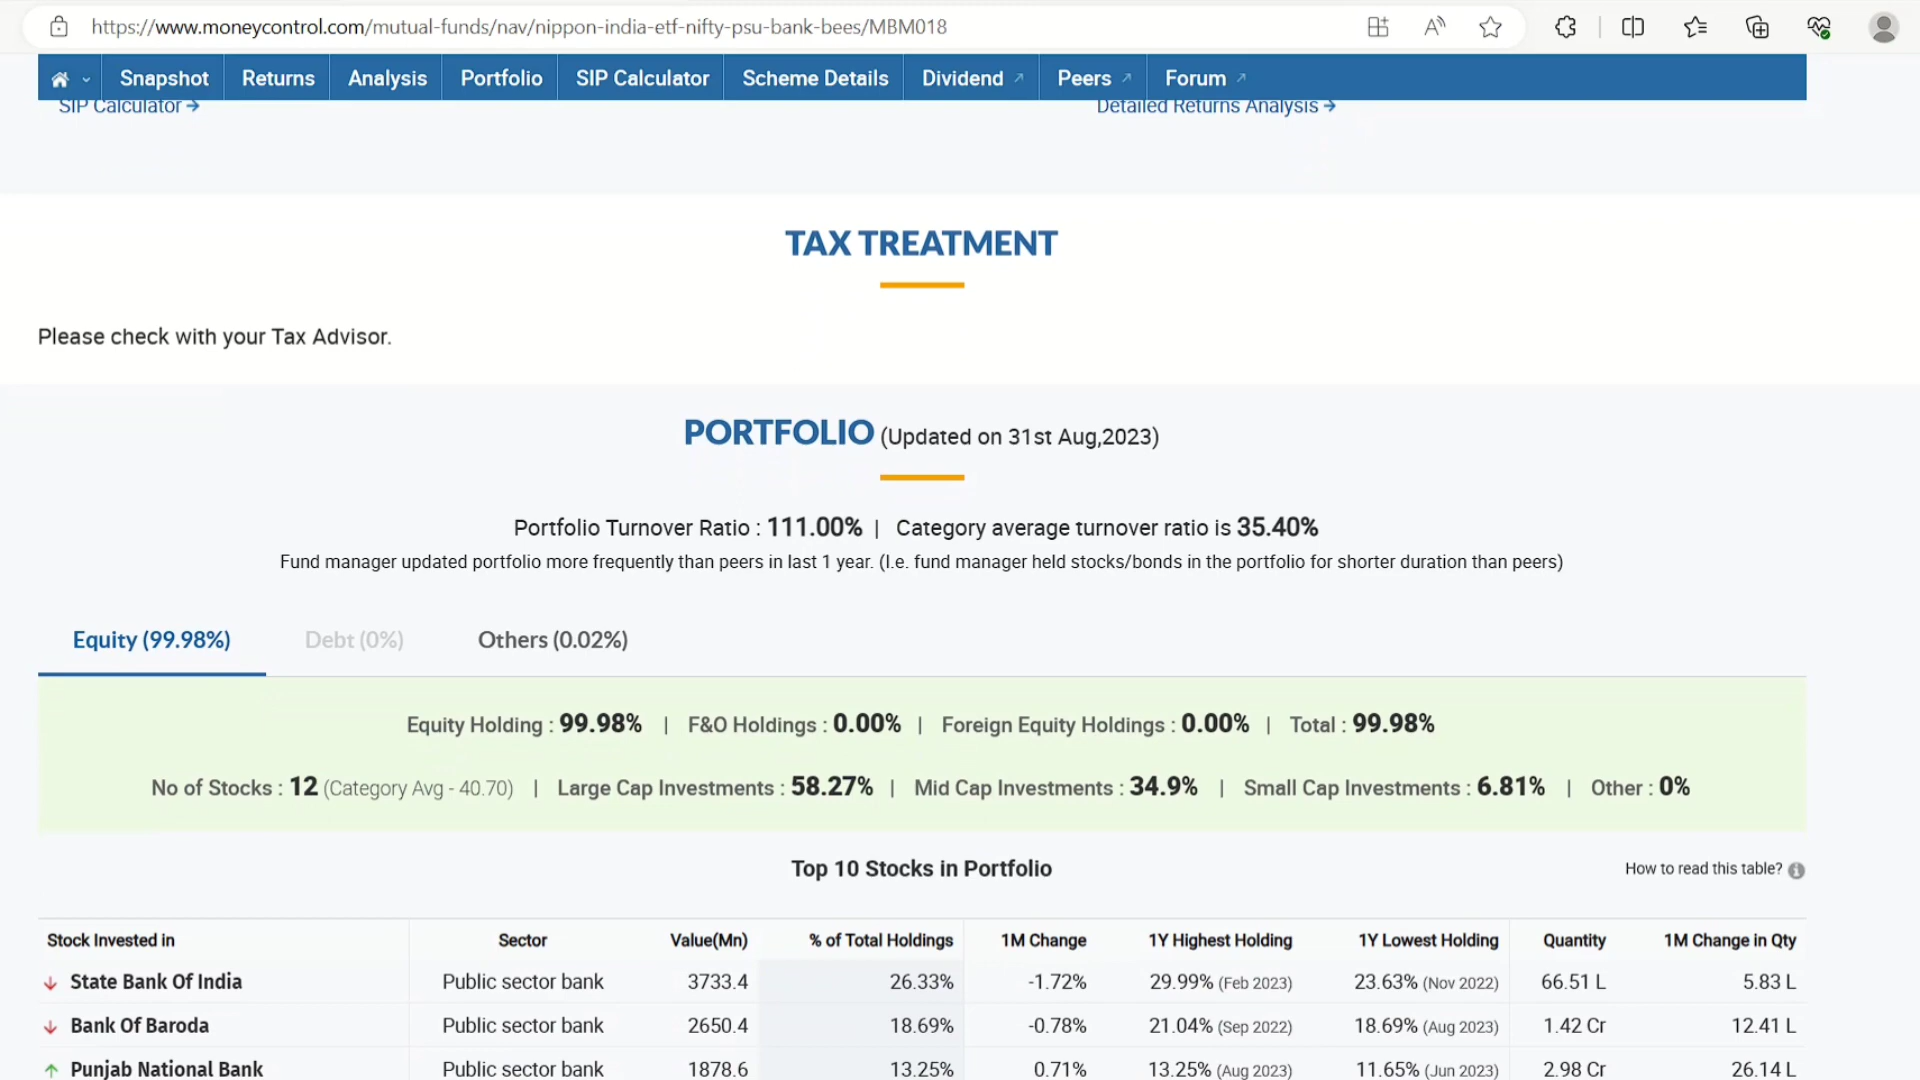 https://www.moneycontrol.com/mutual-funds/nav/nippon-india-etf-nifty-psu-bank-bees/MBM018
Snapshot Returns Analysis Portfolio SIP Calculator Scheme Details Dividend Peers Forum
SIP Calculator Detailed Returns Analysis
TAX TREATMENT
Please check with your Tax Advisor.
PORTFOLIO (Updated on 31st Aug,2023)
Portfolio Turnover Ratio : 111.00% | Category average turnover ratio is 35.40%
Fund manager updated portfolio more frequently than peers in last 1 year. (I.e. fund manager held stocks/bonds in the portfolio for shorter duration than peers)
Equity (99.98%) Debt (0%) Others (0.02%)
Equity Holding : 99.98% | F&O Holdings : 0.00% | Foreign Equity Holdings : 0.00% | Total : 99.98%
No of Stocks : 12 (Category Avg - 40.70) | Large Cap Investments : 58.27% | Mid Cap Investments : 34.9% | Small Cap Investments : 6.81% | Other : 0%
Top 10 Stocks in Portfolio How to read this table?
Stock Invested in Sector Value(Mn) % of Total Holdings 1M Change 1Y Highest Holding 1Y Lowest Holding Quantity 1M Change in Qty
State Bank Of India Public sector bank 3733.4 26.33% -1.72% 29.99% (Feb 2023) 23.63% (Nov 2022) 66.51 L 5.83 L
Bank Of Baroda Public sector bank 2650.4 18.69% -0.78% 21.04% (Sep 2022) 18.69% (Aug 2023) 1.42 Cr 12.41 L
Punjab National Bank Public sector bank 1878.6 13.25% 0.71% 13.25% (Aug 2023) 11.65% (Jun 2023) 2.98 Cr 26.14 L